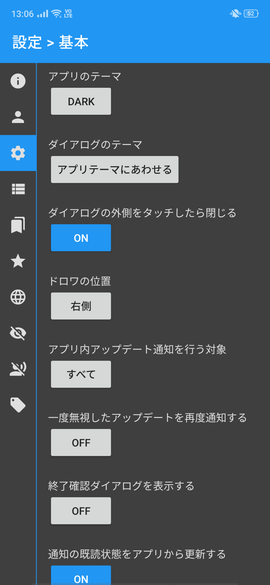 13:06
82
設定 > 基本
アプリのテーマ
DARK
ダイアログのテーマ
アプリテーマにあわせる
ダイアログの外側をタッチしたら閉じる
ON
ドロワの位置
右側
アプリ内アップデート通知を行う対象
すべて
一度無視したアップデートを再度通知する
OFF
終了確認ダイアログを表示する
OFF
通知の既読状態をアプリから更新する
ON